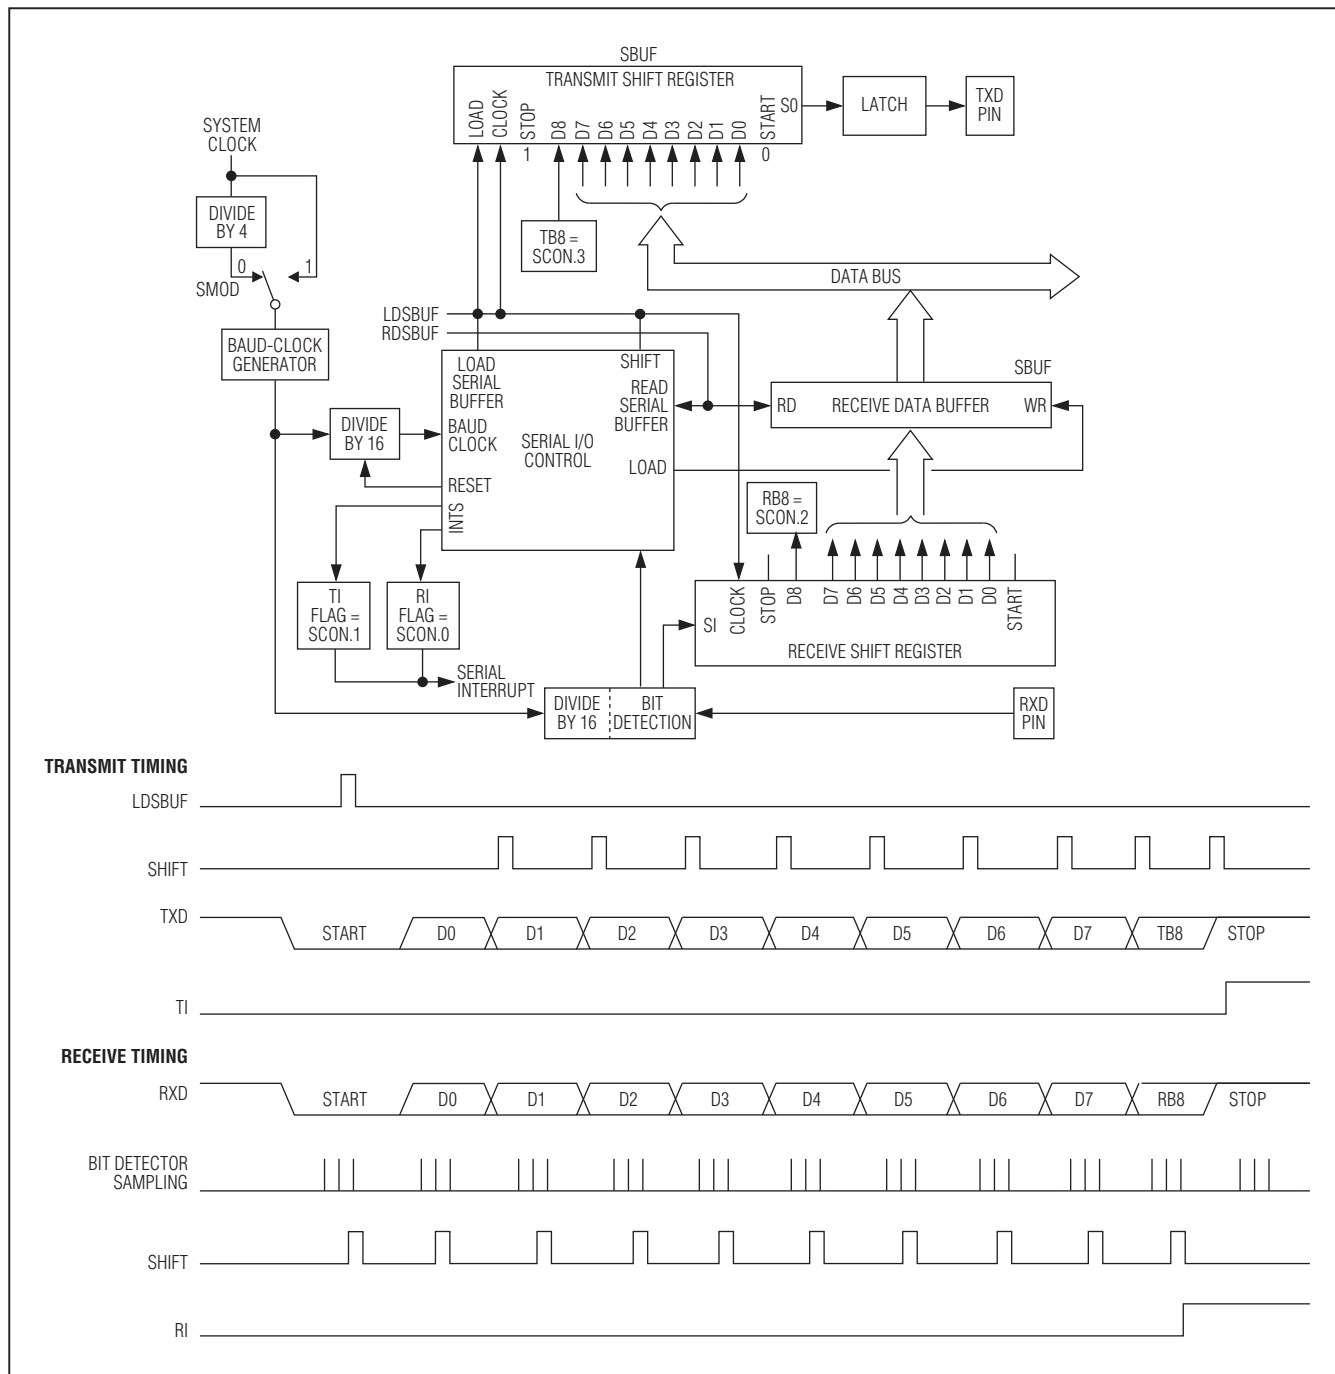 SBUF
TRANSMIT SHIFT REGISTER
LOAD
CLOCK
STOP
1
D8
D7
D6
D5
D4
D3
D2
D1
D0
START
0
S0
LATCH
TXD
PIN
SYSTEM
CLOCK
DIVIDE
BY 4
0
1
SMOD
BAUD-CLOCK
GENERATOR
TB8 =
SCON.3
DATA BUS
LDSBUF
RDSBUF
LOAD
SERIAL
BUFFER
SHIFT
READ
SERIAL
BUFFER
BAUD
CLOCK
SERIAL I/O
CONTROL
LOAD
RESET
INTS
DIVIDE
BY 16
SBUF
RD
RECEIVE DATA BUFFER
WR
RB8 =
SCON.2
TI
FLAG =
SCON.1
RI
FLAG =
SCON.0
SERIAL
INTERRUPT
SI
CLOCK
STOP
D8
D7
D6
D5
D4
D3
D2
D1
D0
START
RECEIVE SHIFT REGISTER
DIVIDE
BY 16
BIT
DETECTION
RXD
PIN
TRANSMIT TIMING
LDSBUF
SHIFT
TXD
START
D0
D1
D2
D3
D4
D5
D6
D7
TB8
STOP
TI
RECEIVE TIMING
RXD
START
D0
D1
D2
D3
D4
D5
D6
D7
RB8
STOP
BIT DETECTOR
SAMPLING
SHIFT
RI